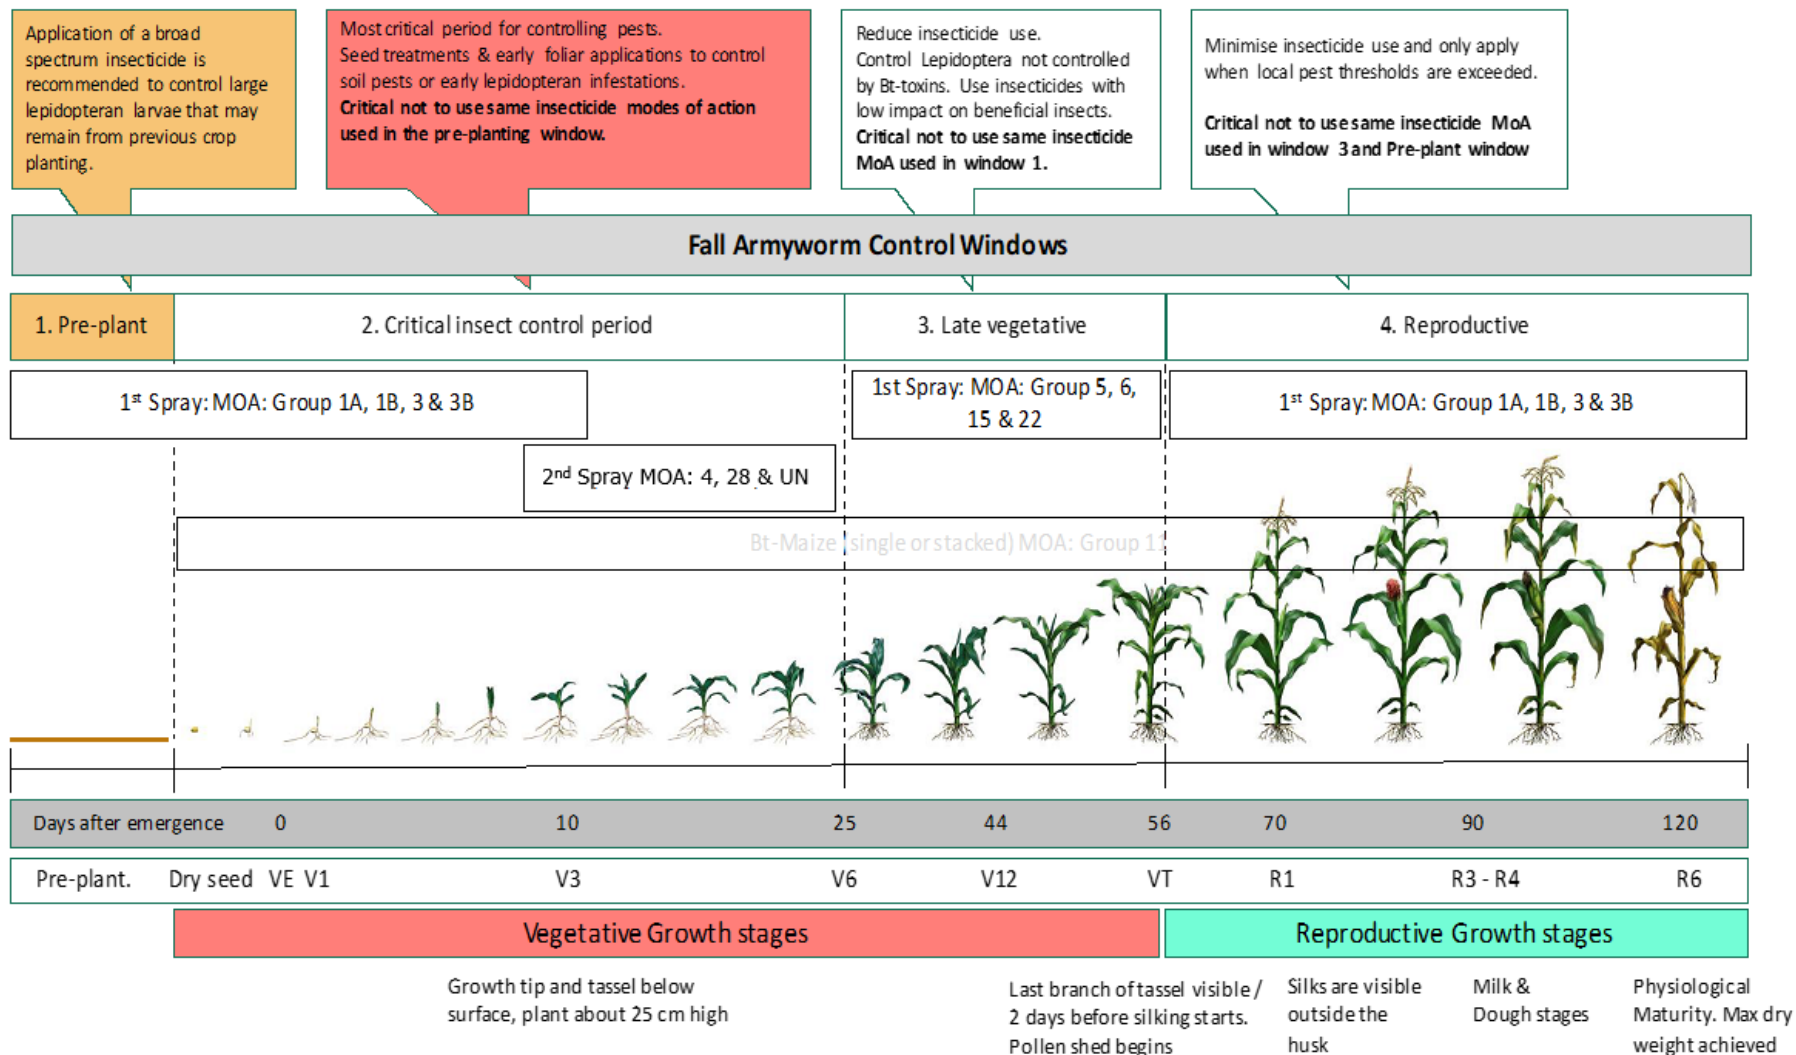 Application of a broad
spectrum insecticide is
recommended to control large
lepidopteran larvae that may
remain from previous crop
planting.
Most critical period for controlling pests.
Seed treatments & early foliar applications to control
soil pests or early lepidopteran infestations.
Critical not to use same insecticide modes of action
used in the pre-planting window.
Reduce insecticide use.
Control Lepidoptera not controlled
by Bt-toxins. Use insecticides with
low impact on beneficial insects.
Critical not to use same insecticide
MoA used in window 1.
Minimise insecticide use and only apply
when local pest thresholds are exceeded.
Critical not to use same insecticide MoA
used in window 3 and Pre-plant window
Fall Armyworm Control Windows
1. Pre-plant
2. Critical insect control period
3. Late vegetative
4. Reproductive
1st Spray: MOA: Group 1A, 1B, 3 & 3B
1st Spray: MOA: Group 5, 6,
15 & 22
1st Spray: MOA: Group 1A, 1B, 3 & 3B
2nd Spray MOA: 4, 28 & UN
Bt-Maize (single or stacked) MOA: Group 11
Days after emergence 0 10 25 44 56 70 90 120
Pre-plant. Dry seed VE V1 V3 V6 V12 VT R1 R3 - R4 R6
Vegetative Growth stages
Reproductive Growth stages
Growth tip and tassel below
surface, plant about 25 cm high
Last branch of tassel visible /
2 days before silking starts.
Pollen shed begins
Silks are visible
outside the
husk
Milk &
Dough stages
Physiological
Maturity. Max dry
weight achieved